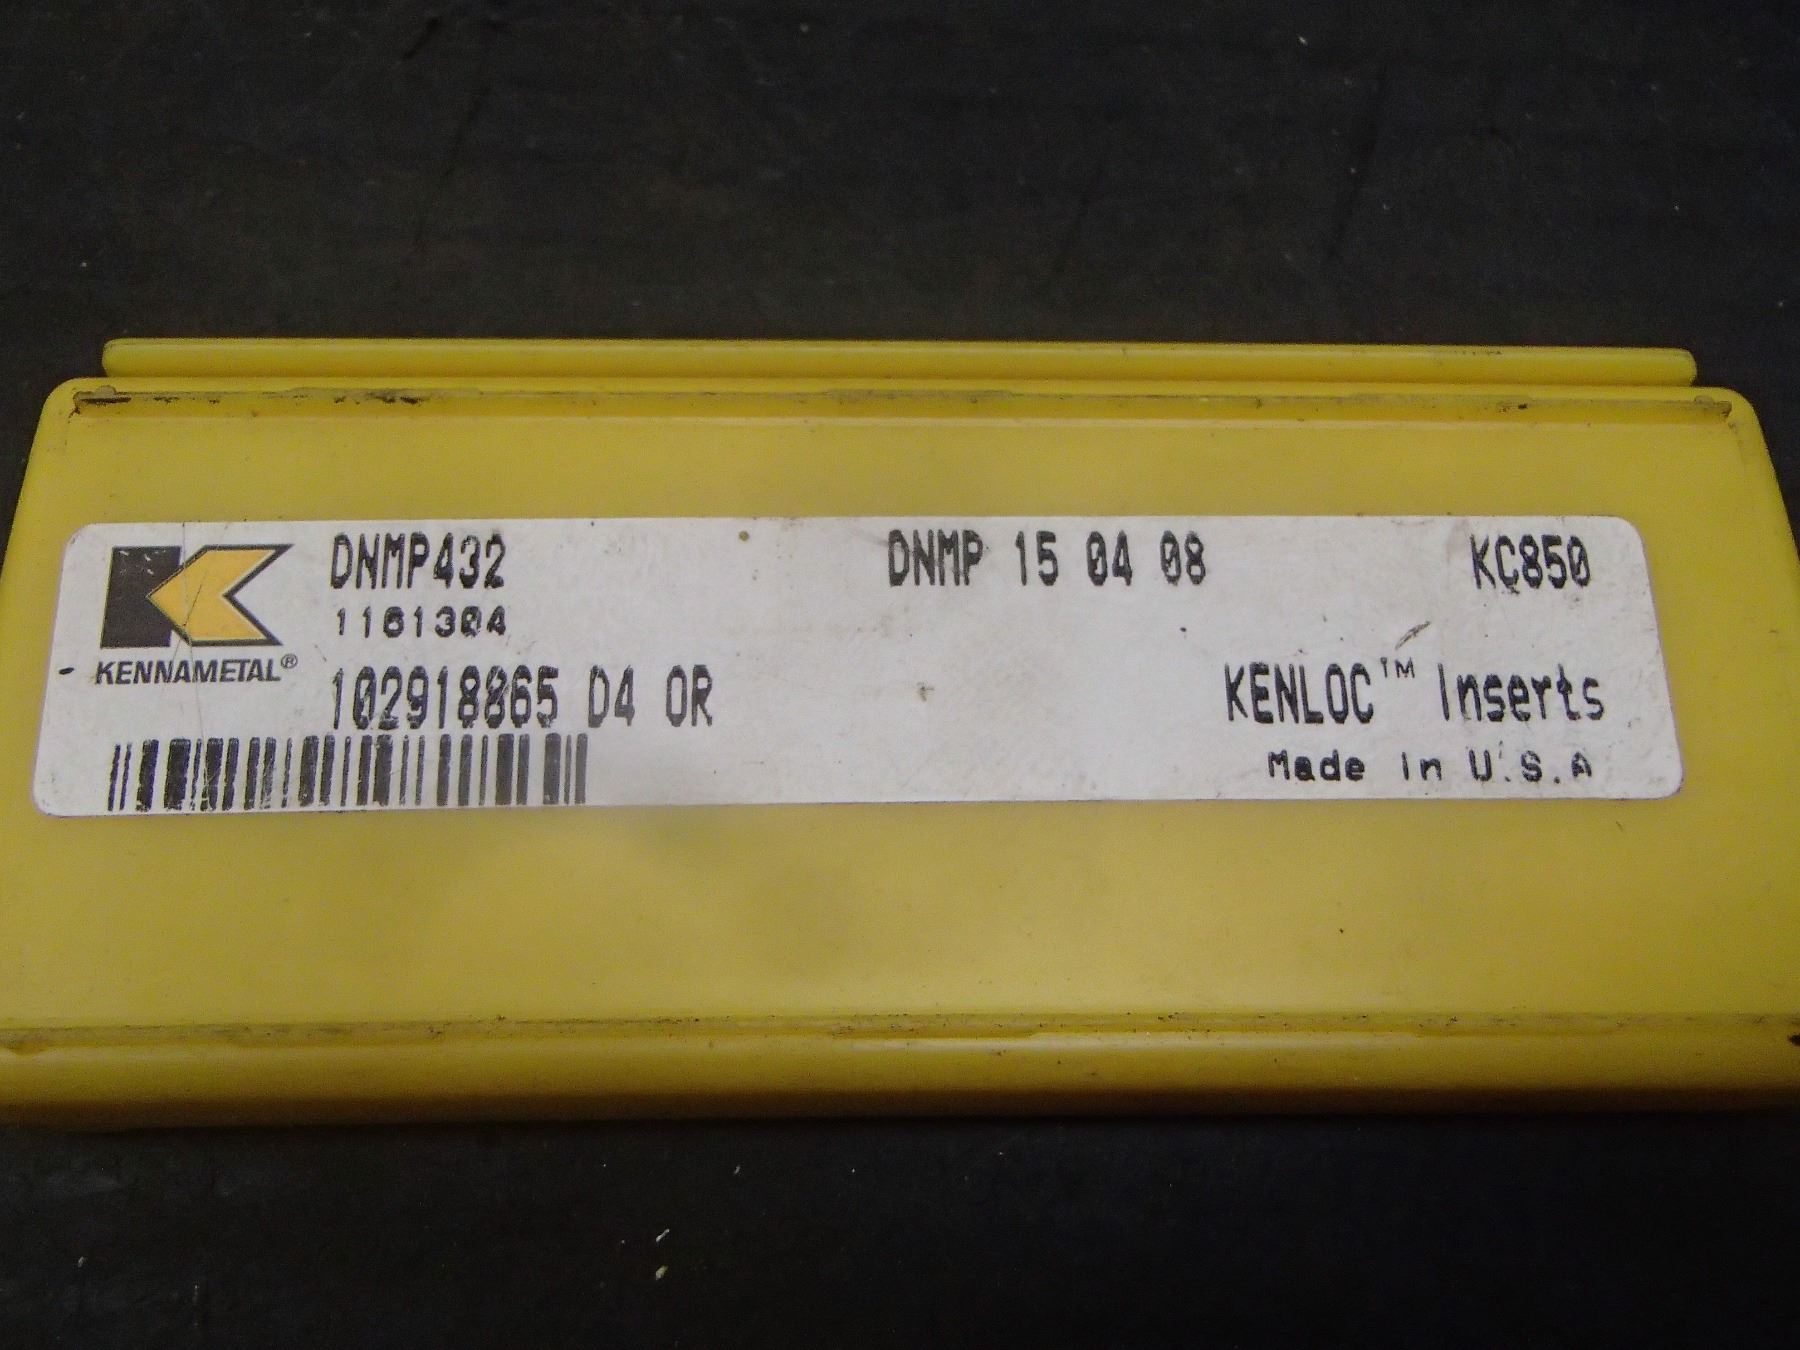 DNMP432 DNMP 15 04 08 KC850
1161304
KENNAMETAL®
102918865 D4 OR KENLOC™ Inserts
Made in U.S.A